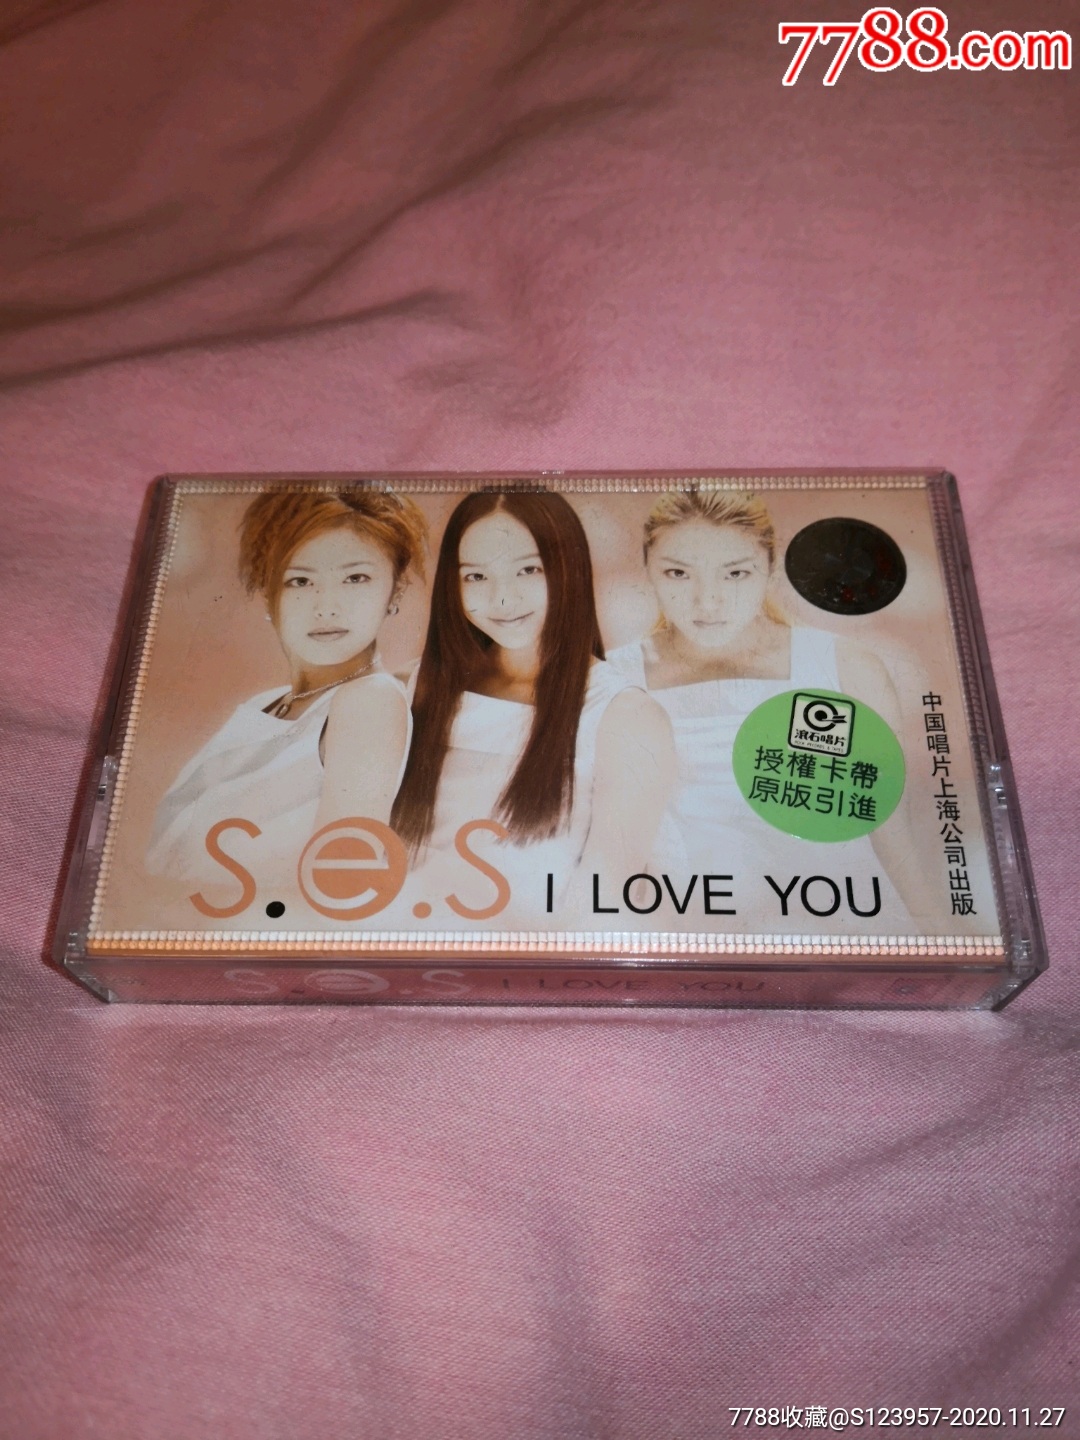 7788.com
S.e.S I LOVE YOU
滚石唱片
授權卡帶
原版引進
中国唱片上海公司出版
S.e.S I LOVE YOU
7788收藏@S123957-2020.11.27